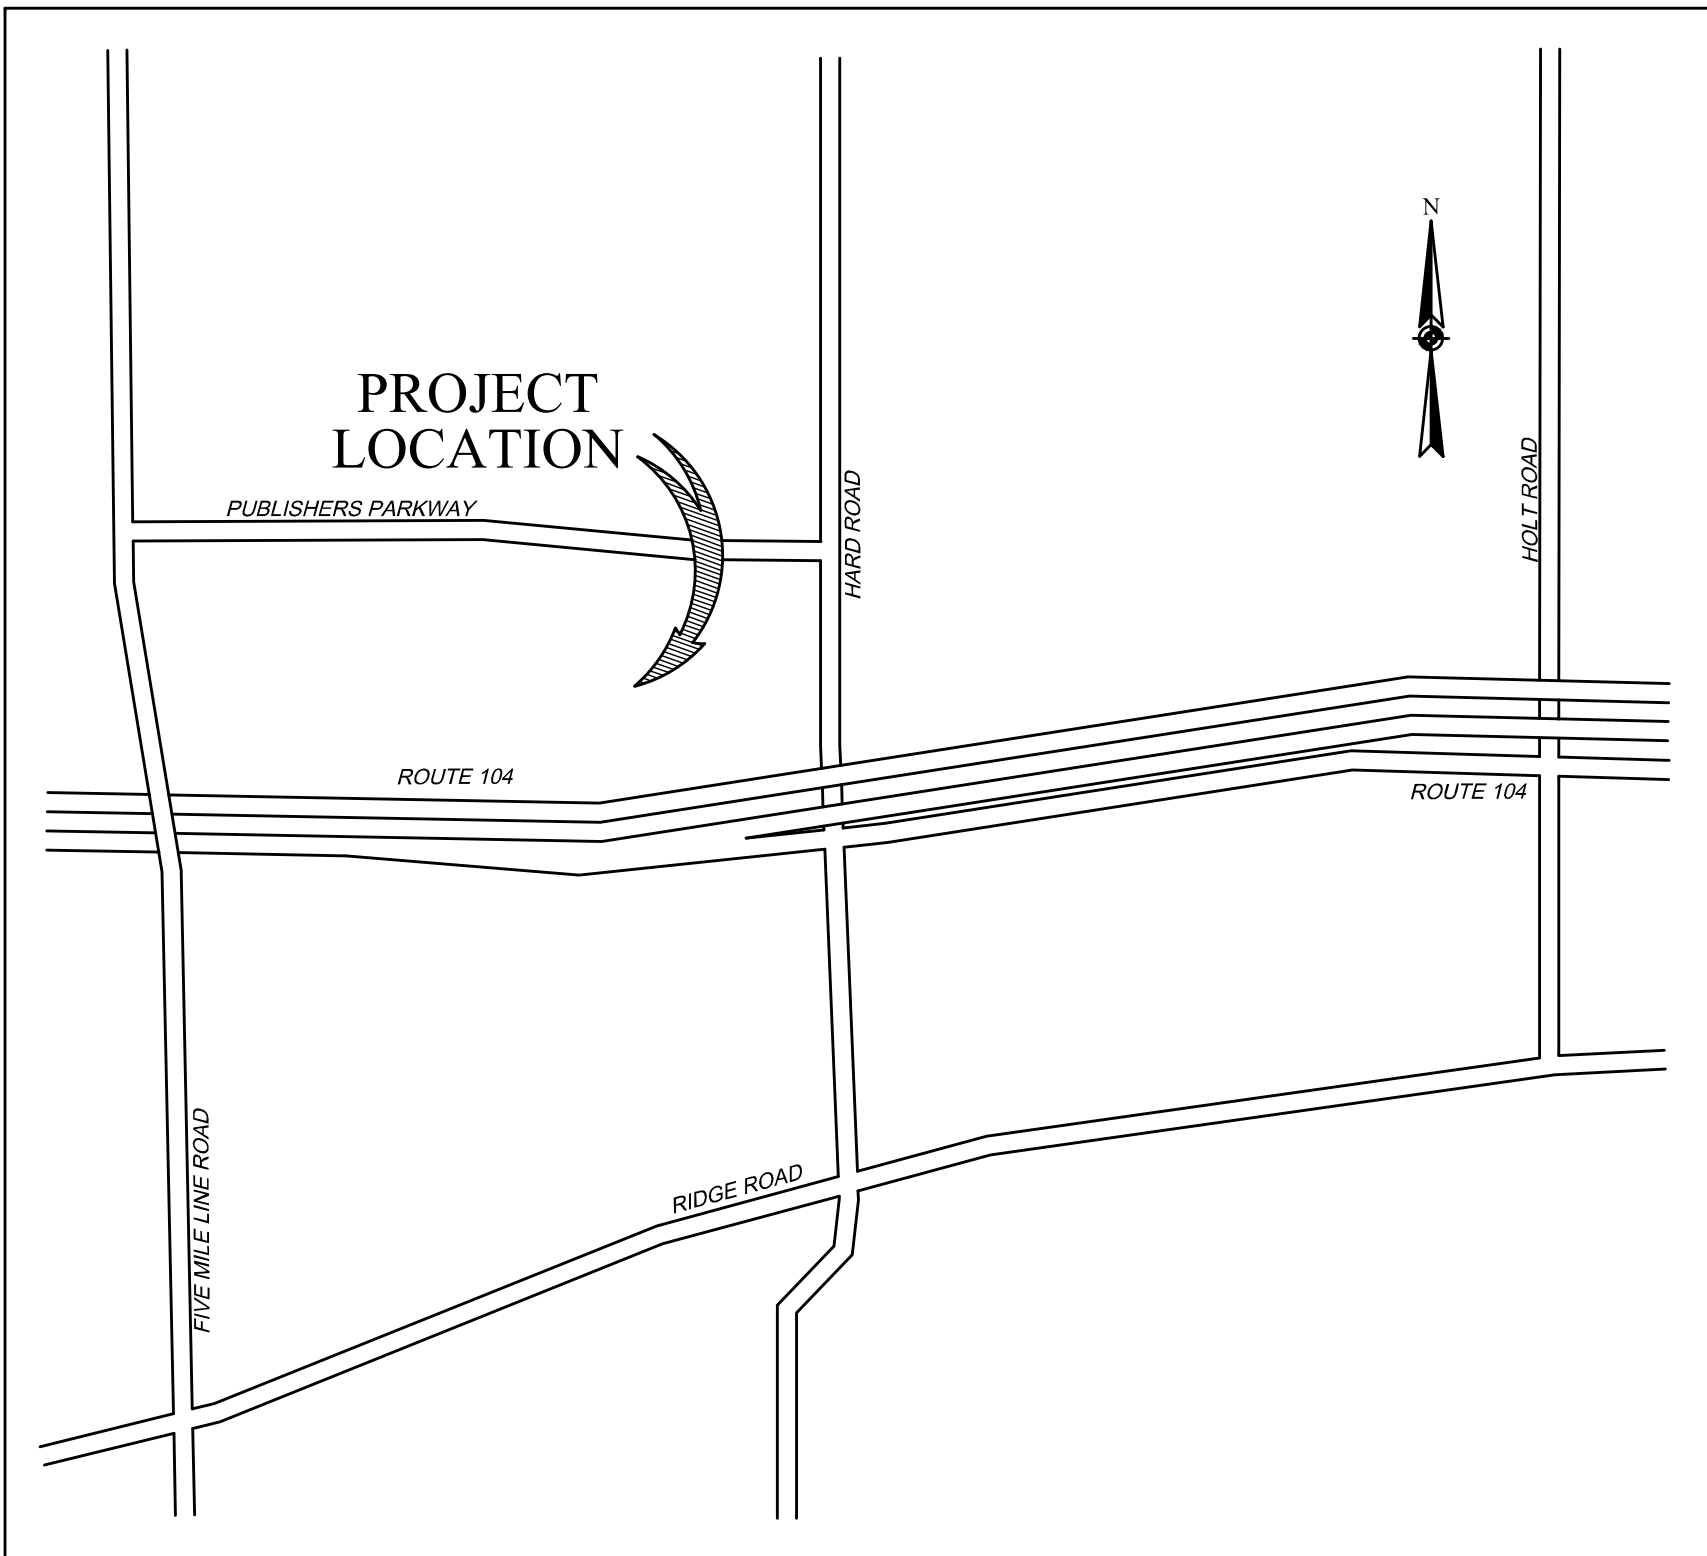 N
PROJECT
LOCATION
PUBLISHERS PARKWAY
HARD ROAD
HOLT ROAD
ROUTE 104
ROUTE 104
RIDGE ROAD
FIVE MILE LINE ROAD